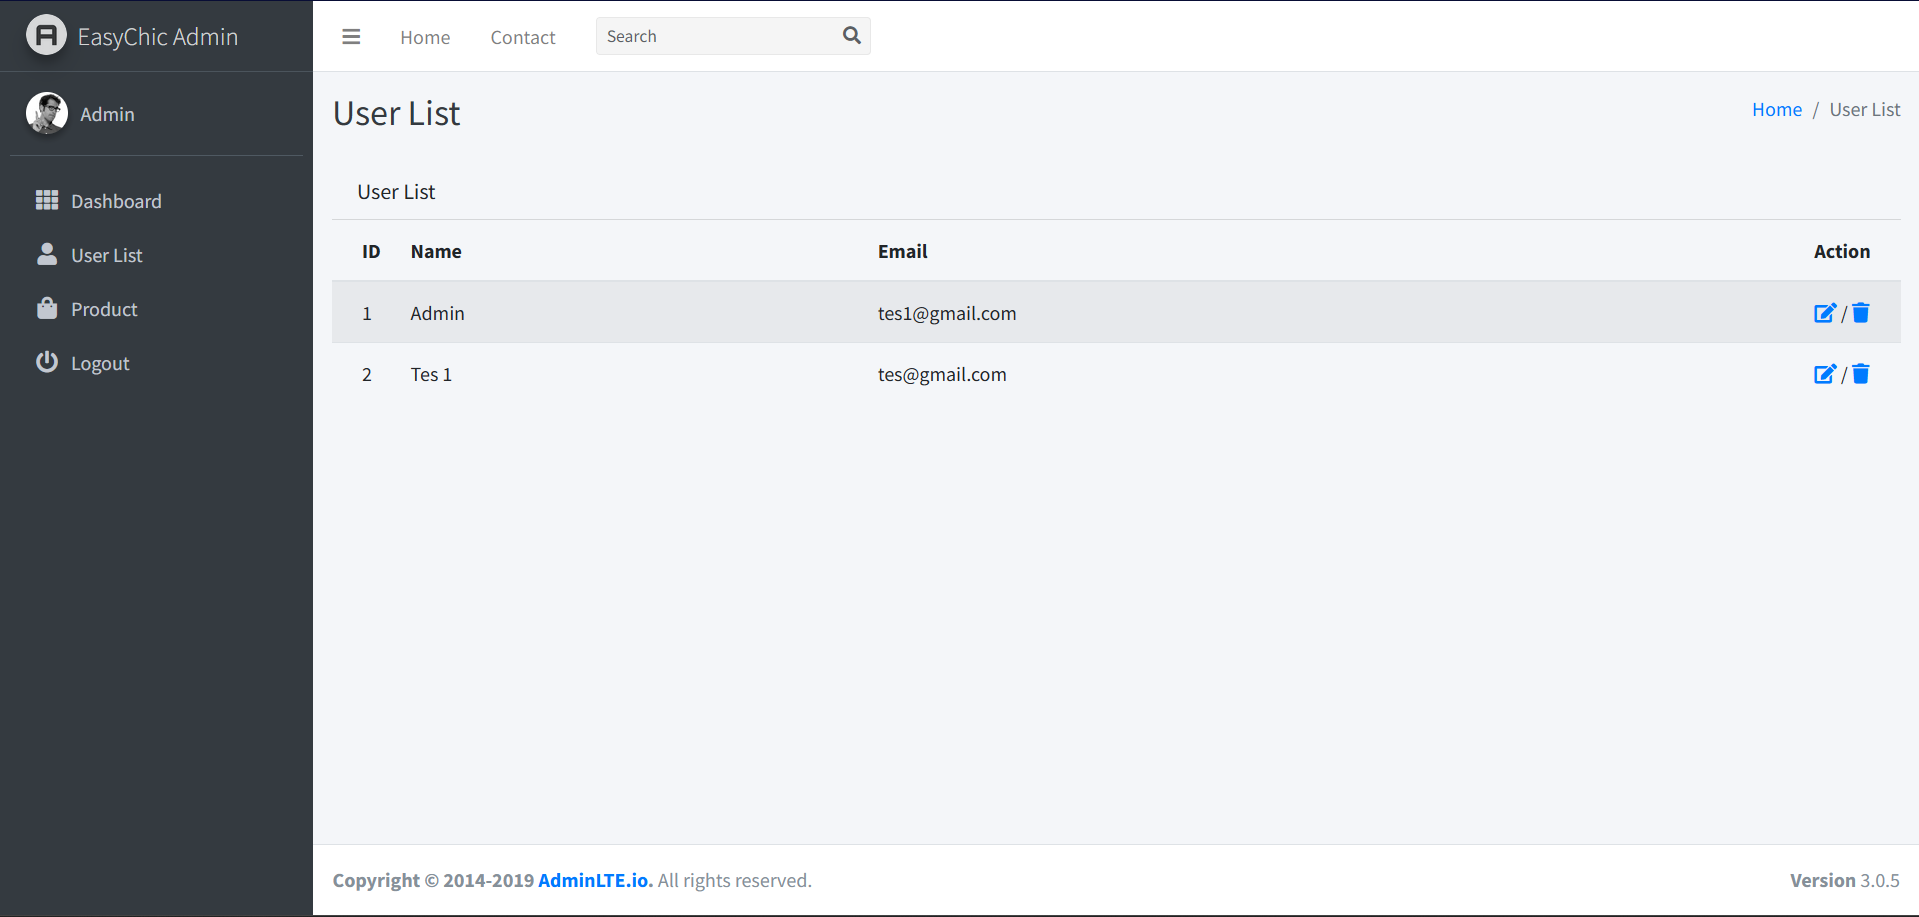 EasyChic Admin
Admin
Dashboard
User List
Product
Logout
Home
Contact
Search
User List
Home / User List
User List
ID Name Email Action
1 Admin tes1@gmail.com /
2 Tes 1 tes@gmail.com /
Copyright © 2014-2019 AdminLTE.io. All rights reserved.
Version 3.0.5